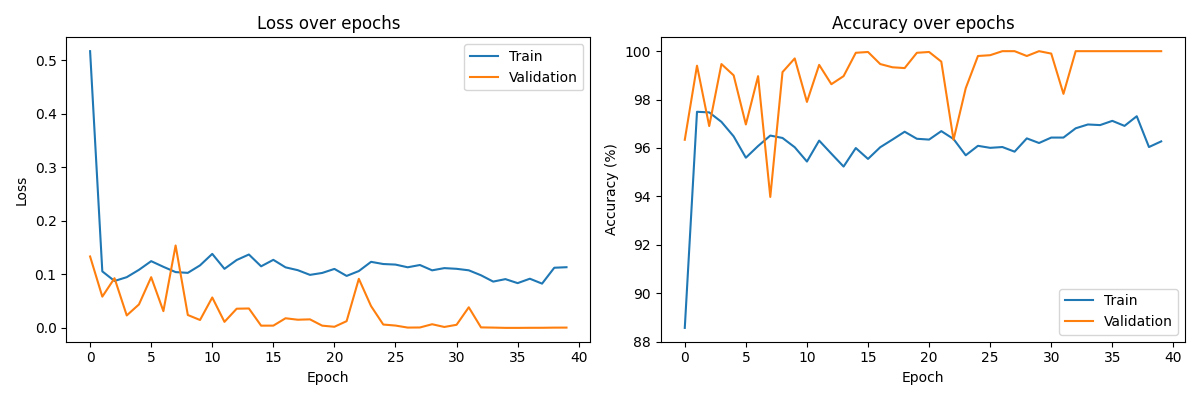 Loss over epochs
Loss
0.5
0.4
0.3
0.2
0.1
0.0
0 5 10 15 20 25 30 35 40
Epoch
Train
Validation
Accuracy over epochs
Accuracy (%)
100
98
96
94
92
90
88
0 5 10 15 20 25 30 35 40
Epoch
Train
Validation